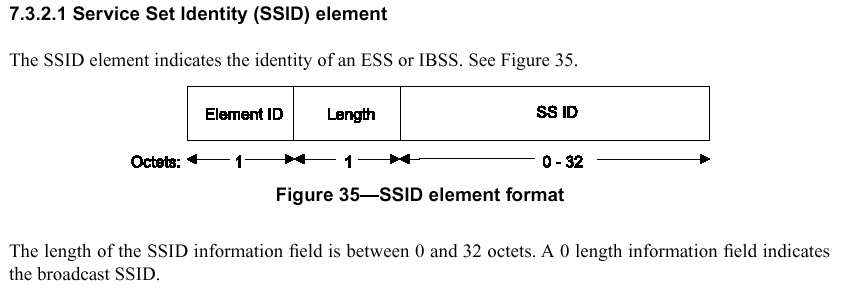 7.3.2.1 Service Set Identity (SSID) element
The SSID element indicates the identity of an ESS or IBSS. See Figure 35.
Element ID Length SS ID
Octets: 1 1 0 - 32
Figure 35—SSID element format
The length of the SSID information field is between 0 and 32 octets. A 0 length information field indicates
the broadcast SSID.